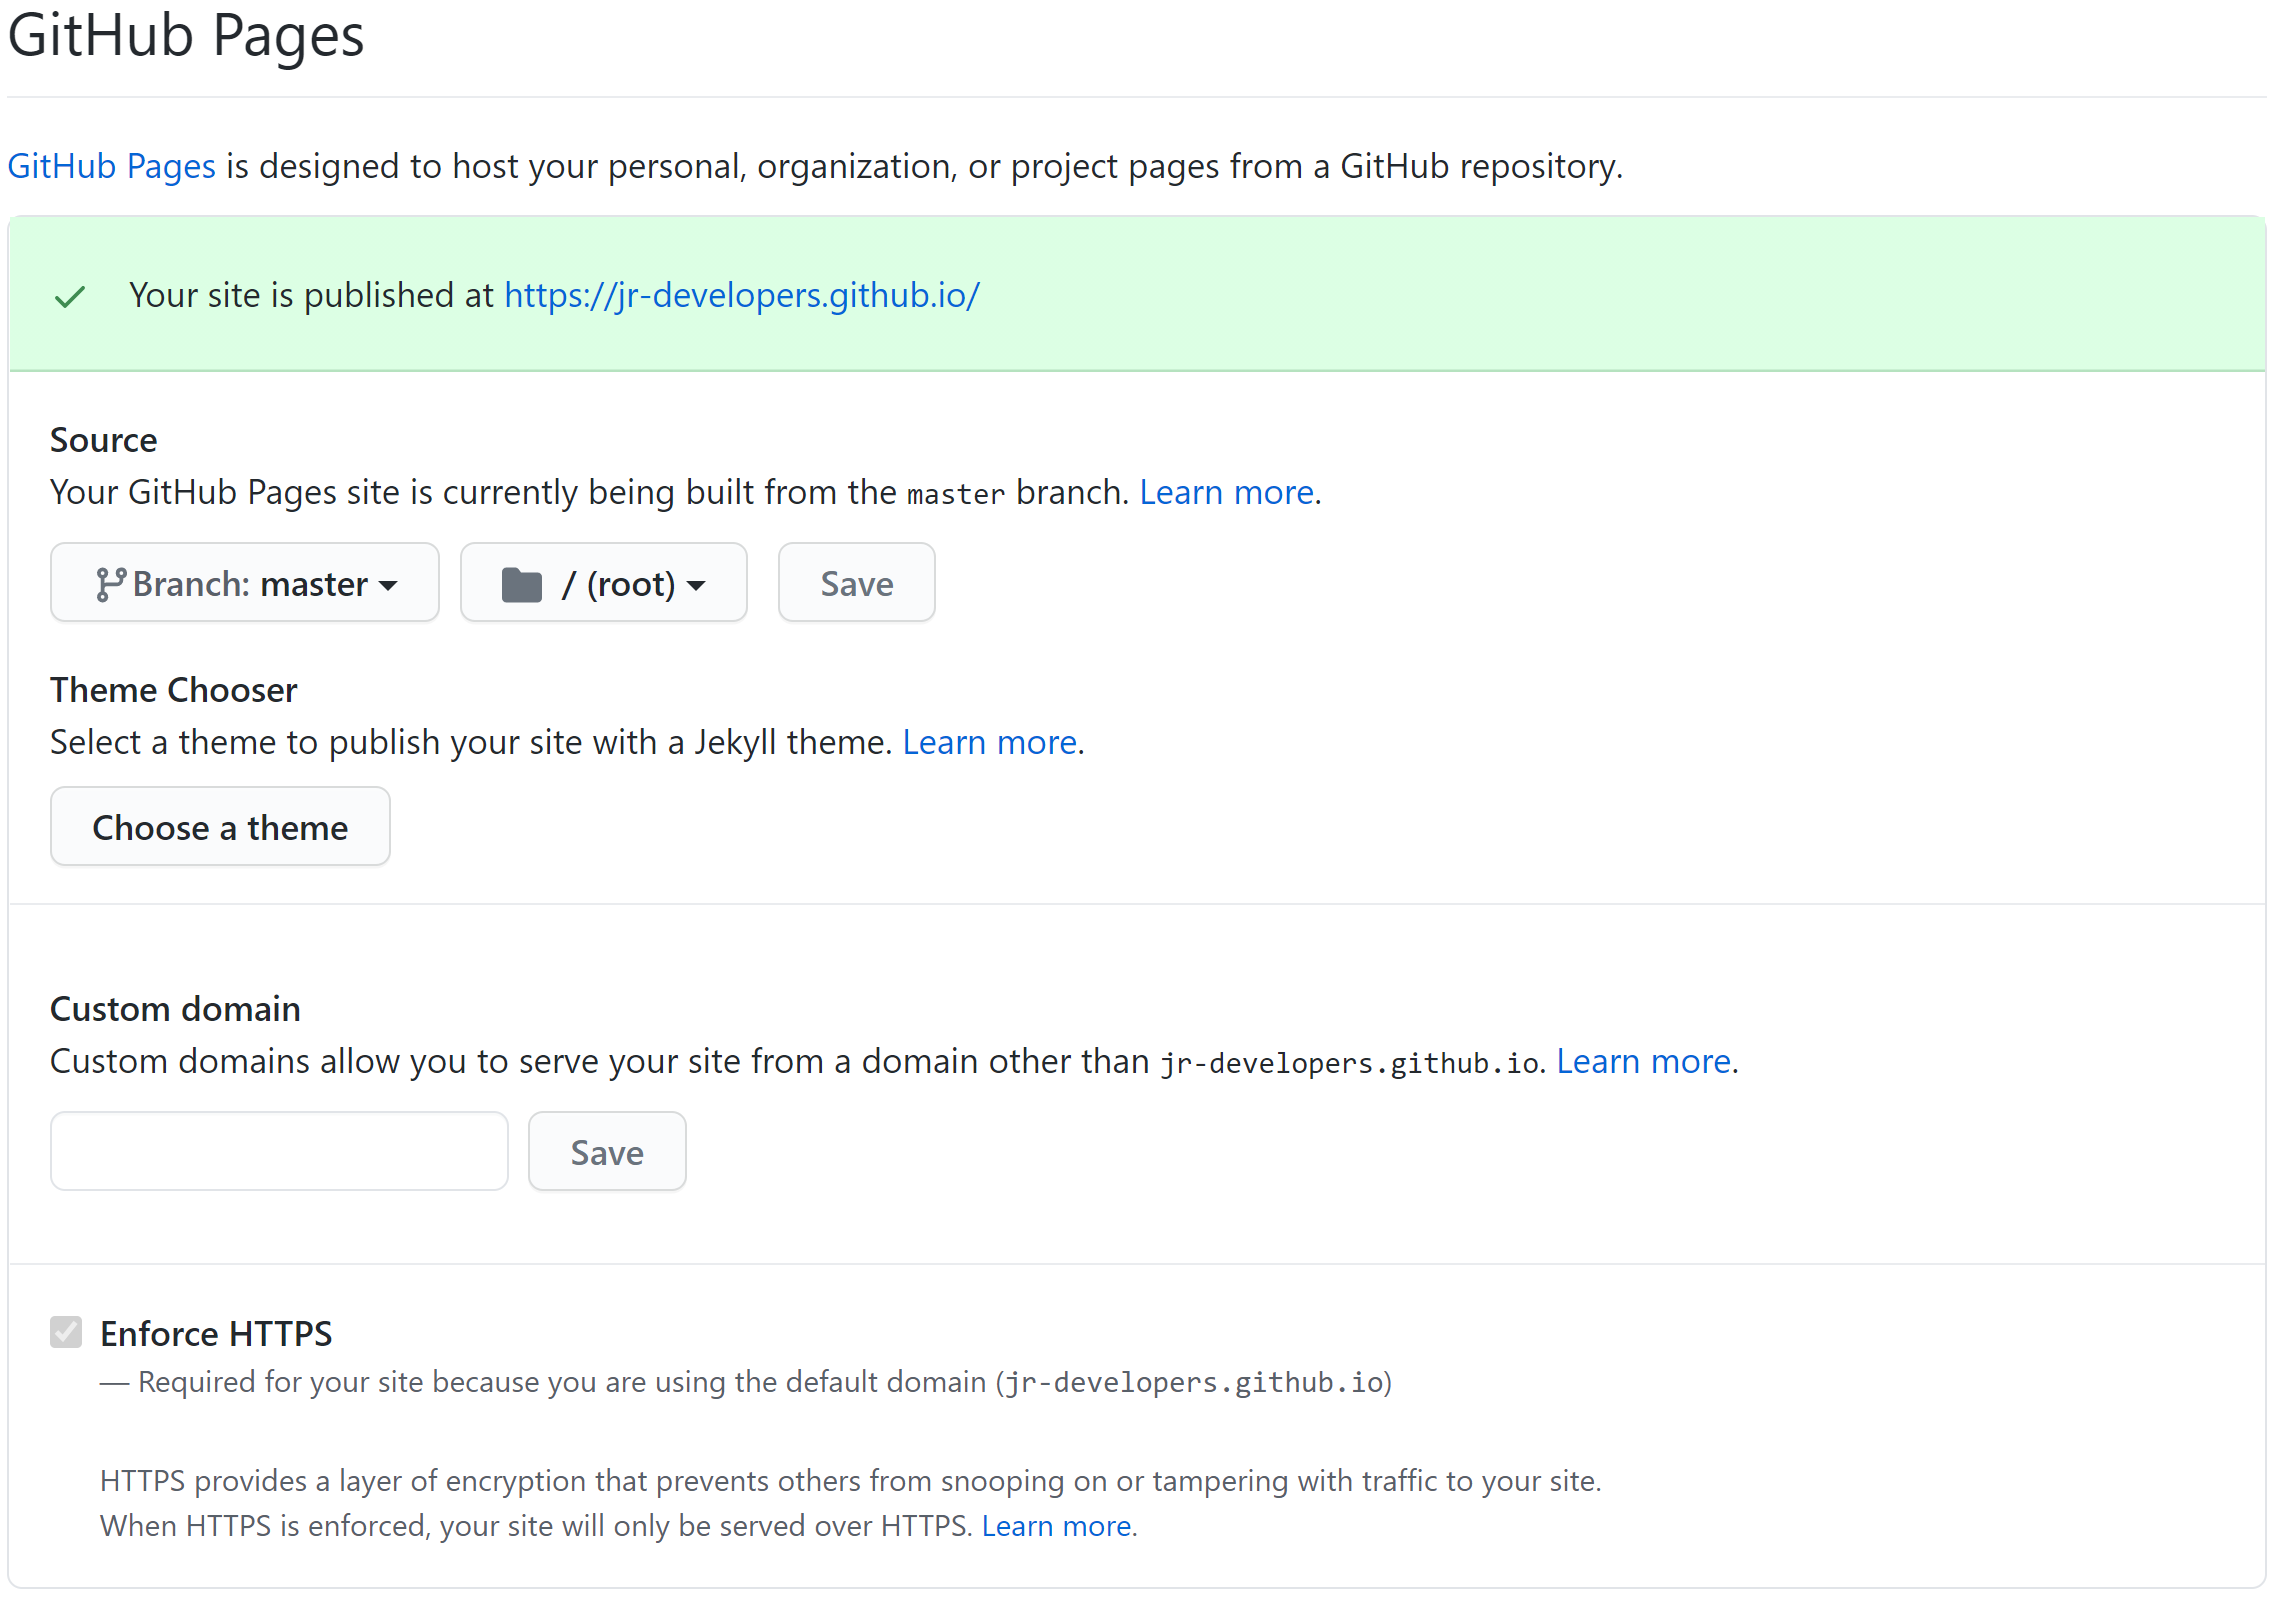 GitHub Pages
GitHub Pages is designed to host your personal, organization, or project pages from a GitHub repository.
Your site is published at https://jr-developers.github.io/
Source
Your GitHub Pages site is currently being built from the master branch. Learn more.
Branch: master / (root) Save
Theme Chooser
Select a theme to publish your site with a Jekyll theme. Learn more.
Choose a theme
Custom domain
Custom domains allow you to serve your site from a domain other than jr-developers.github.io. Learn more.
Save
Enforce HTTPS
— Required for your site because you are using the default domain (jr-developers.github.io)
HTTPS provides a layer of encryption that prevents others from snooping on or tampering with traffic to your site.
When HTTPS is enforced, your site will only be served over HTTPS. Learn more.